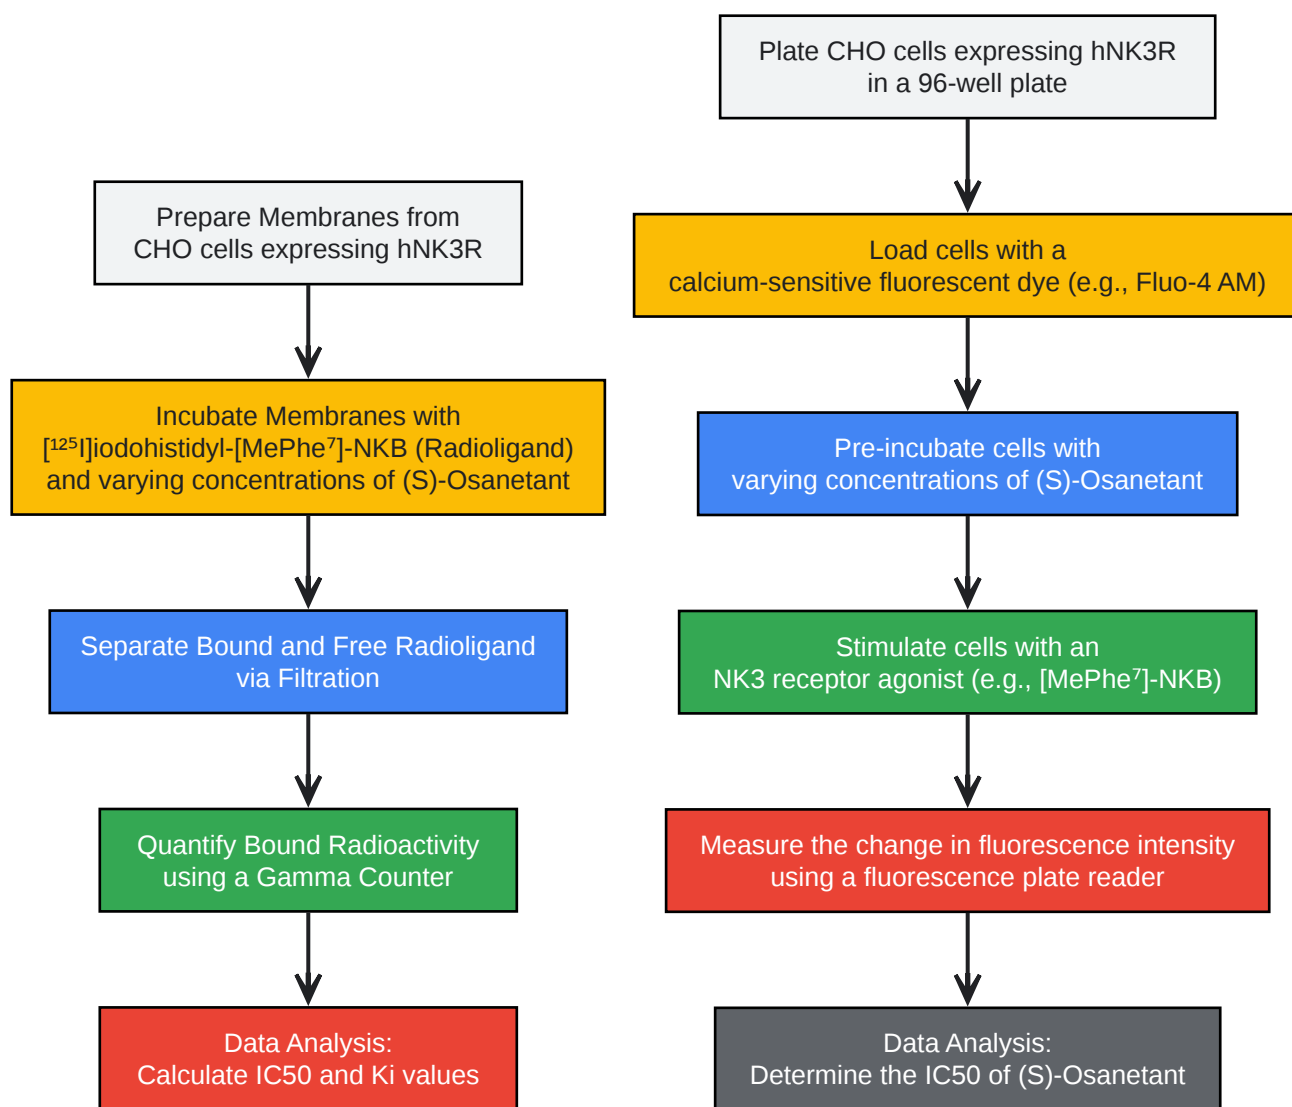 Prepare Membranes from
CHO cells expressing hNK3R
Incubate Membranes with
[¹²⁵I]iodohistidyl-[MePhe⁷]-NKB (Radioligand)
and varying concentrations of (S)-Osanetant
Separate Bound and Free Radioligand
via Filtration
Quantify Bound Radioactivity
using a Gamma Counter
Data Analysis:
Calculate IC50 and Ki values
Plate CHO cells expressing hNK3R
in a 96-well plate
Load cells with a
calcium-sensitive fluorescent dye (e.g., Fluo-4 AM)
Pre-incubate cells with
varying concentrations of (S)-Osanetant
Stimulate cells with an
NK3 receptor agonist (e.g., [MePhe⁷]-NKB)
Measure the change in fluorescence intensity
using a fluorescence plate reader
Data Analysis:
Determine the IC50 of (S)-Osanetant